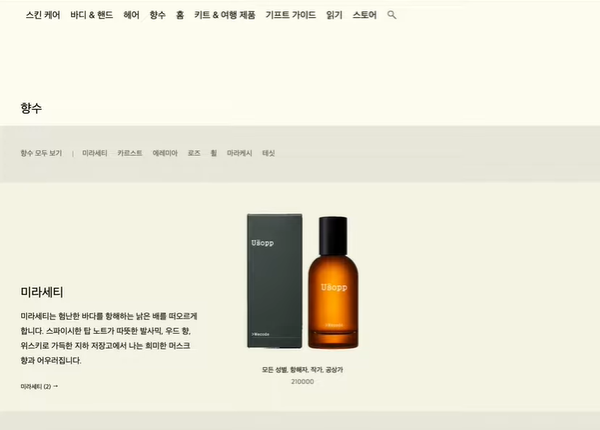 스킨 케어 바디 & 핸드 헤어 향수 홈 키트 & 여행 제품 기프트 가이드 읽기 스토어
향수
향수 모두 보기 | 미라세티 카르스트 에레미아 로즈 휠 마라케시 테싯
Ušopp
Ušopp
미라세티
미라세티는 험난한 바다를 항해하는 낡은 배를 떠오르게
합니다. 스파이시한 탑 노트가 따뜻한 발사믹, 우드 향,
위스키로 가득한 지하 저장고에서 나는 희미한 머스크
향과 어우러집니다.
모든 성별, 항해자, 작가, 공상가
210000
미라세티 (2) →